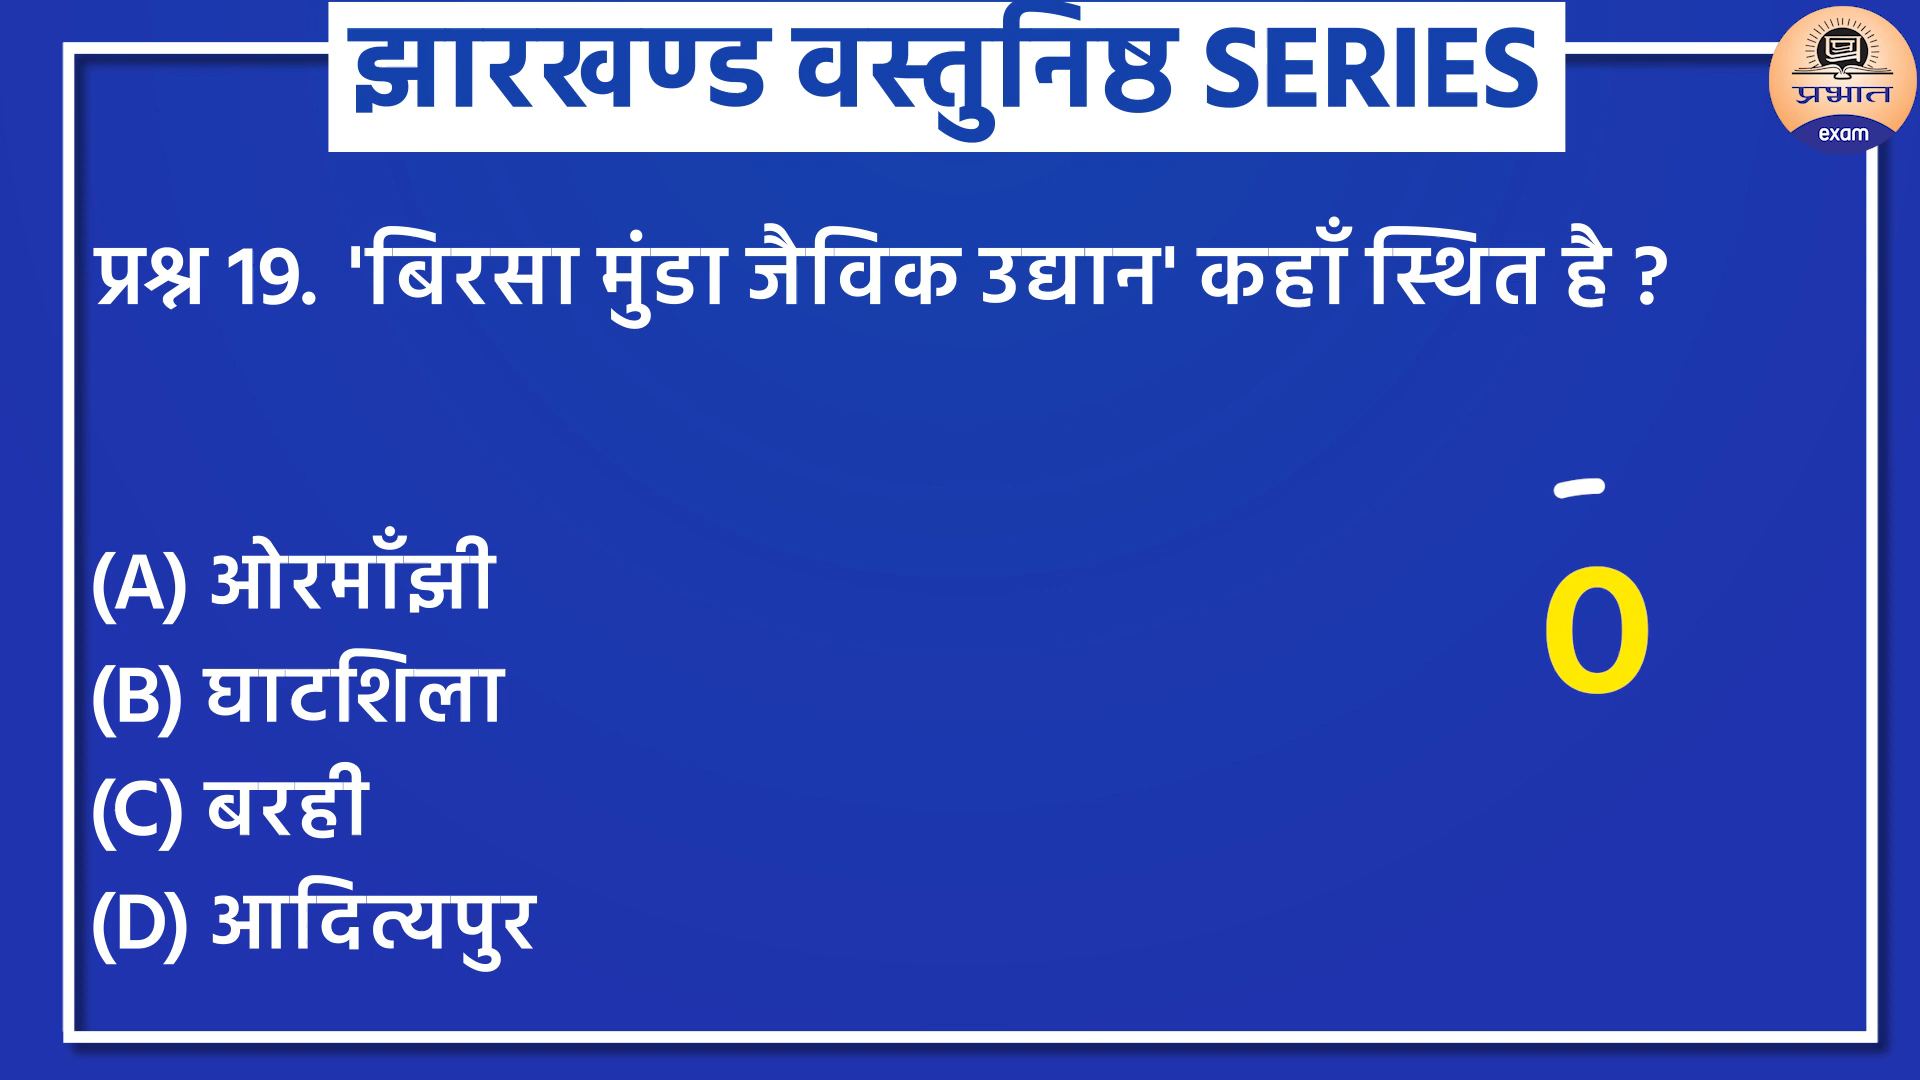 झारखण्ड वस्तुनिष्ठ SERIES
प्रभात
exam
प्रश्न 19. 'बिरसा मुंडा जैविक उद्यान' कहाँ स्थित है ?
(A) ओरमाँझी
(B) घाटशिला
(C) बरही
(D) आदित्यपुर
0